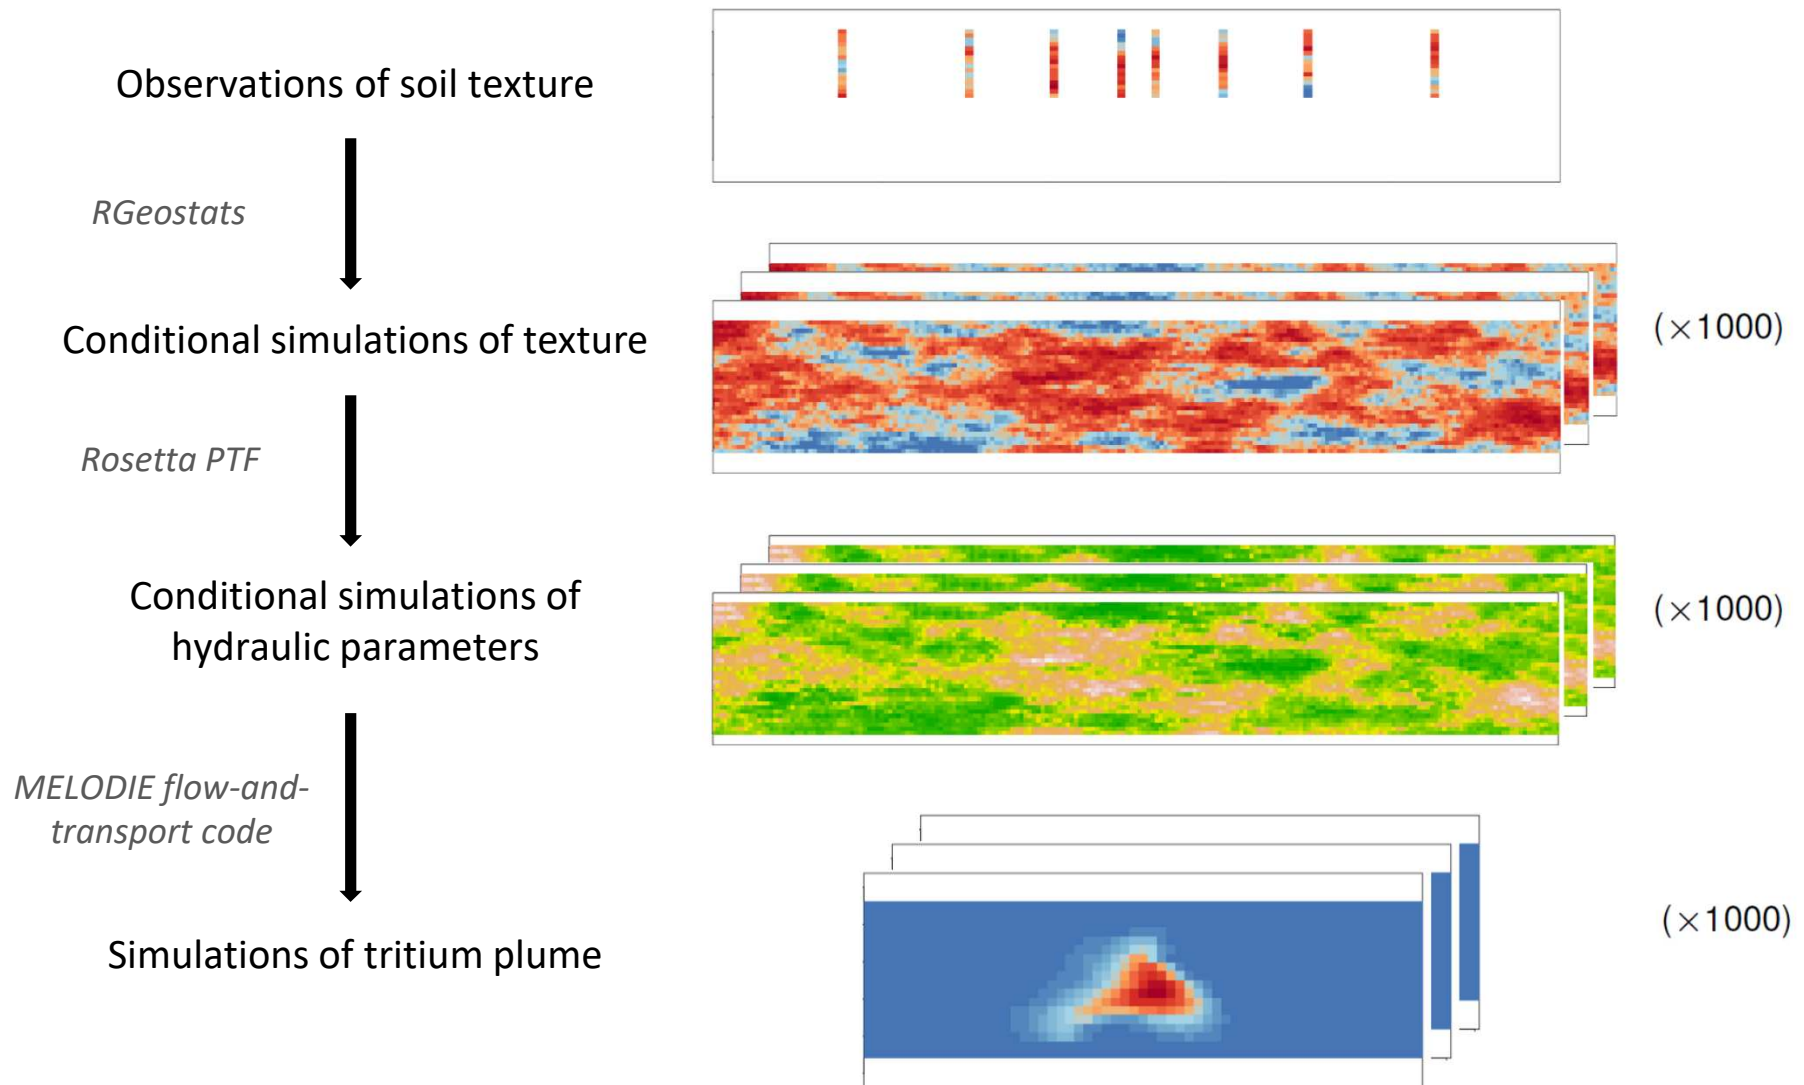 Observations of soil texture
RGeostats
Conditional simulations of texture
(×1000)
Rosetta PTF
Conditional simulations of
hydraulic parameters
(×1000)
MELODIE flow-and-
transport code
Simulations of tritium plume
(×1000)